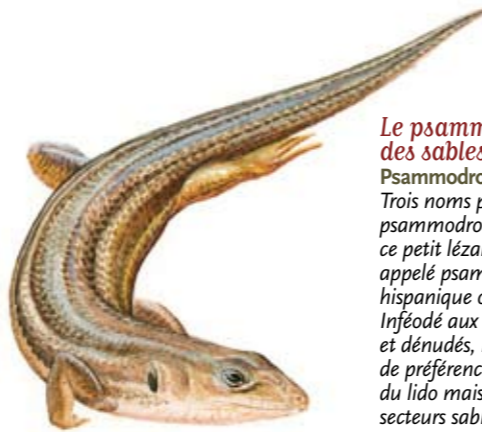 Le psamm
des sables
Psammodro
Trois noms p
psammodro
ce petit léza
appelé psam
hispanique o
Inféodé aux
et dénudés,
de préférenc
du lido mais
secteurs sabl